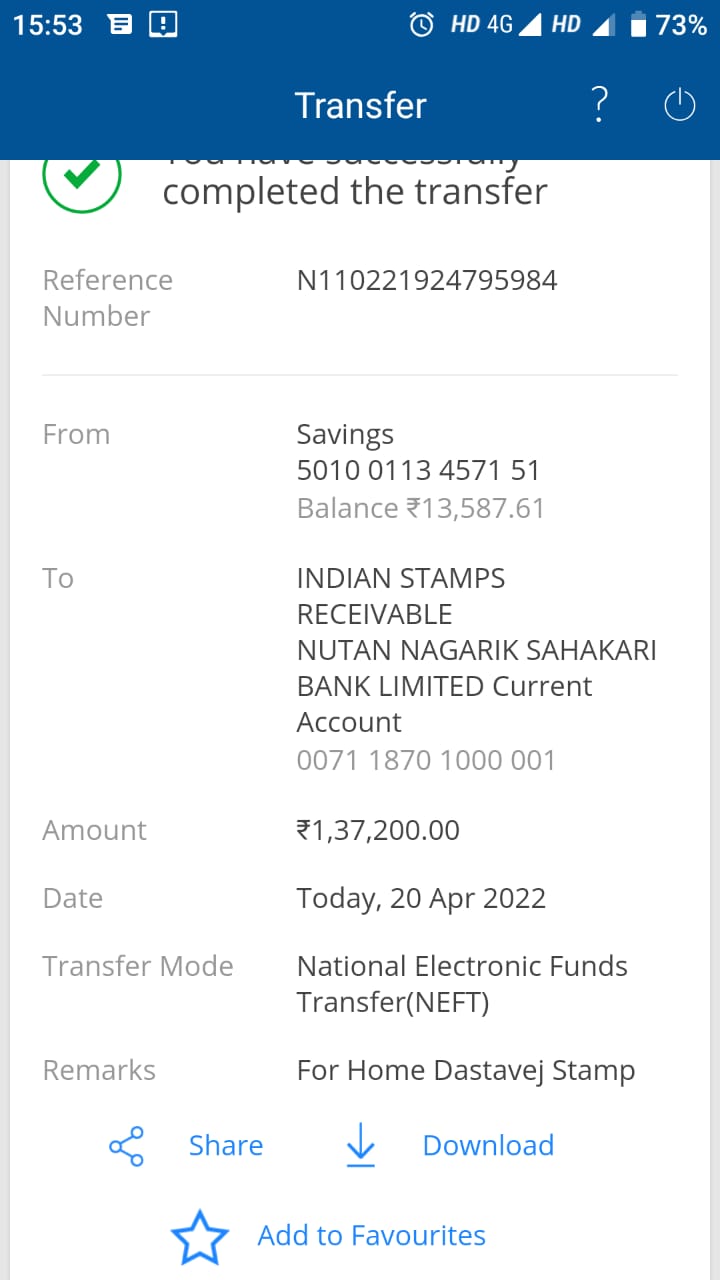 15:53 HD 4G HD 73%
Transfer ?
You have successfully
completed the transfer
Reference
Number
N110221924795984
From
Savings
5010 0113 4571 51
Balance ₹13,587.61
To
INDIAN STAMPS
RECEIVABLE
NUTAN NAGARIK SAHAKARI
BANK LIMITED Current
Account
0071 1870 1000 001
Amount
₹1,37,200.00
Date
Today, 20 Apr 2022
Transfer Mode
National Electronic Funds
Transfer(NEFT)
Remarks
For Home Dastavej Stamp
Share
Download
Add to Favourites